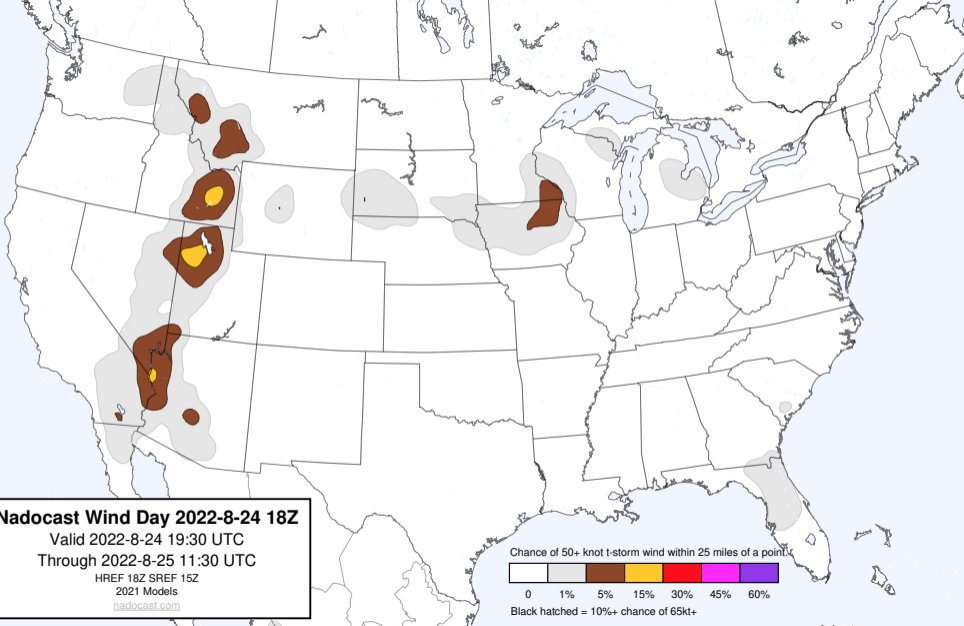 Nadocast Wind Day 2022-8-24 18Z
Valid 2022-8-24 19:30 UTC
Through 2022-8-25 11:30 UTC
HREF 18Z SREF 15Z
2021 Models
nadocast.com
Chance of 50+ knot t-storm wind within 25 miles of a point.
0 1% 5% 15% 30% 45% 60%
Black hatched = 10%+ chance of 65kt+